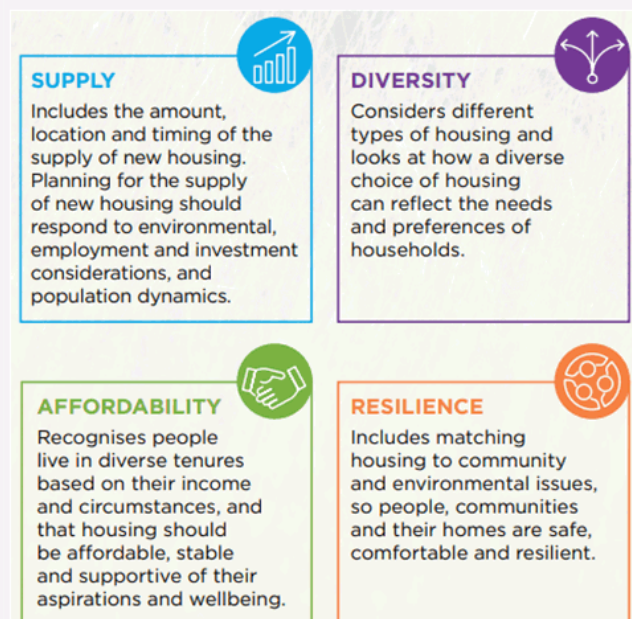 SUPPLY
Includes the amount,
location and timing of the
supply of new housing.
Planning for the supply
of new housing should
respond to environmental,
employment and investment
considerations, and
population dynamics.
DIVERSITY
Considers different
types of housing and
looks at how a diverse
choice of housing
can reflect the needs
and preferences of
households.
AFFORDABILITY
Recognises people
live in diverse tenures
based on their income
and circumstances, and
that housing should
be affordable, stable
and supportive of their
aspirations and wellbeing.
RESILIENCE
Includes matching
housing to community
and environmental issues,
so people, communities
and their homes are safe,
comfortable and resilient.